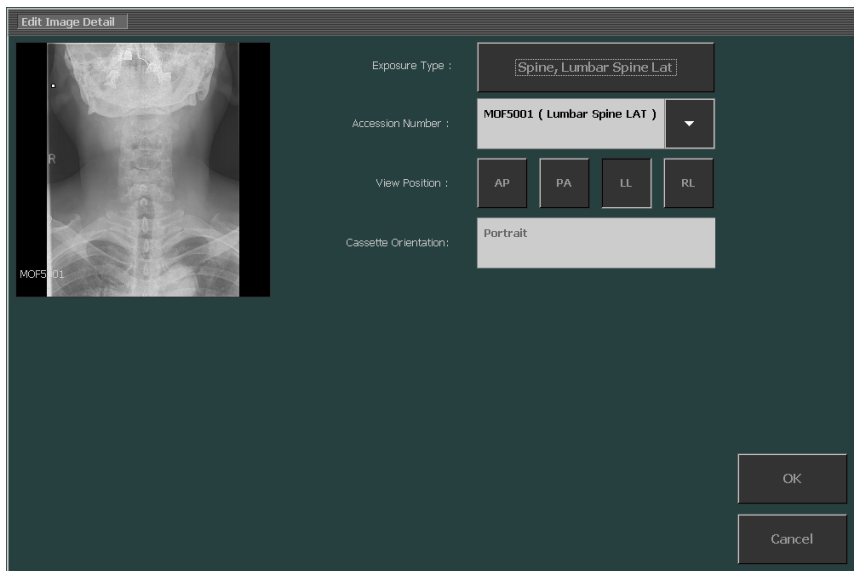 Edit Image Detail
Exposure Type :
Spine, Lumbar Spine Lat
Accession Number :
MOF5001 ( Lumbar Spine LAT )
R
View Position :
AP
PA
LL
RL
Cassette Orientation:
Portrait
MOF5001
OK
Cancel